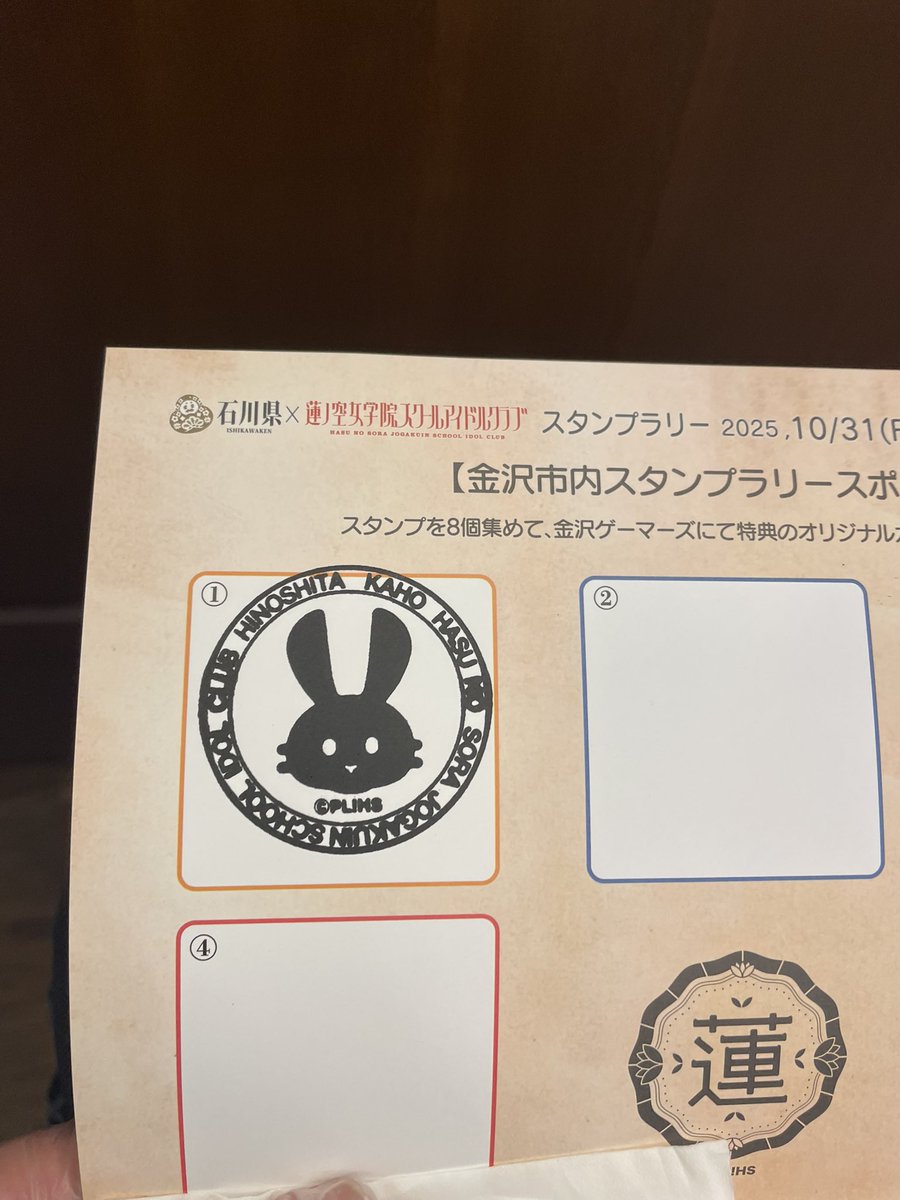 石川県×蓮ノ空女学院スクールアイドルクラブ スタンプラリー 2025,10/31(F
ISHIKAWAKEN HASU NO SORA JOGAKUIN SCHOOL IDOL CLUB
【金沢市内スタンプラリースポ
スタンプを8個集めて、金沢ゲーマーズにて特典のオリジナル
①
HINOSHITA KAHO HASU NO SORA JOGAKUIN SCHOOL IDOL CLUB
©PL!HS
②
④
蓮
!HS